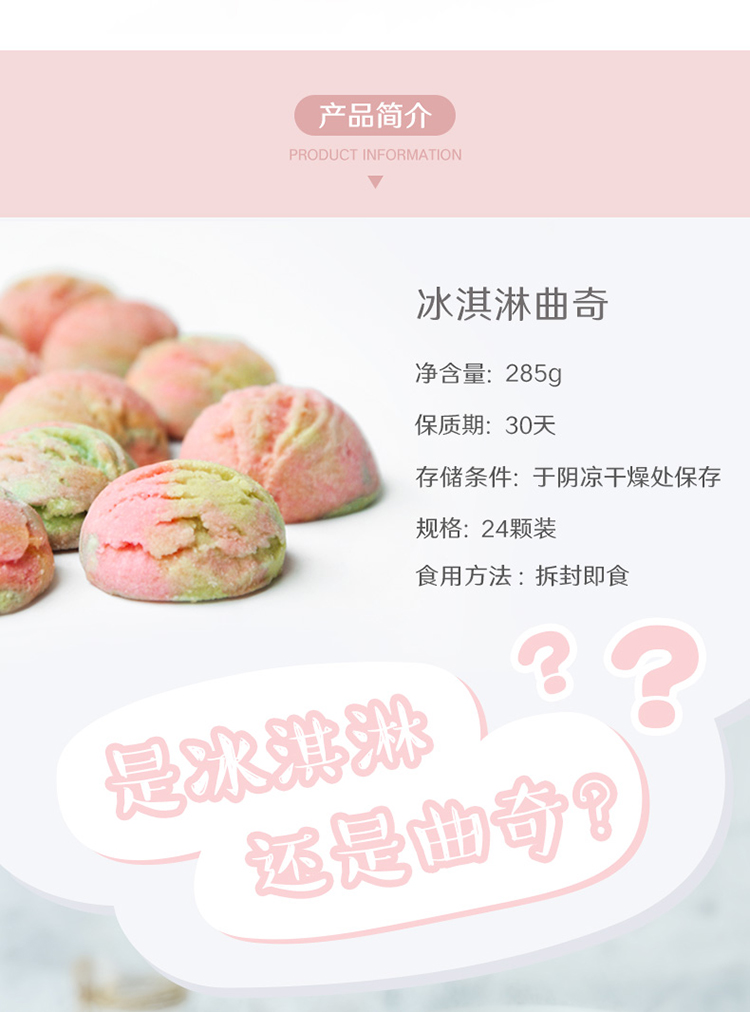 产品简介
PRODUCT INFORMATION
冰淇淋曲奇
净含量: 285g
保质期: 30天
存储条件: 于阴凉干燥处保存
规格: 24颗装
食用方法: 拆封即食
??
是冰淇淋
还是曲奇?